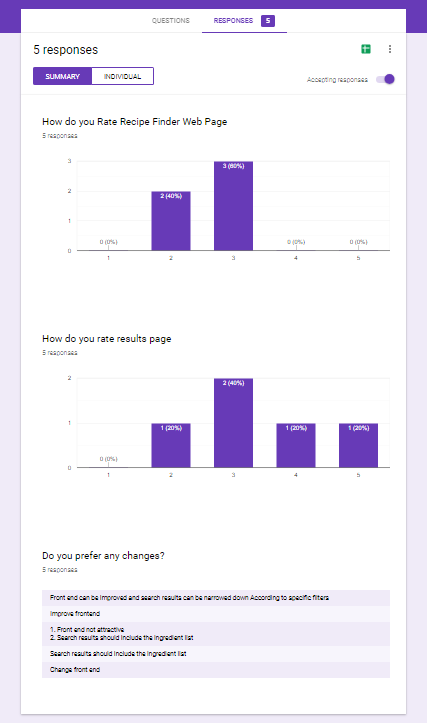 QUESTIONS RESPONSES 5
5 responses
SUMMARY INDIVIDUAL
Accepting responses
How do you Rate Recipe Finder Web Page
5 responses
3
3 (60%)
2
2 (40%)
1
0 (0%) 0 (0%) 0 (0%)
0
1 2 3 4 5
How do you rate results page
5 responses
2
2 (40%)
1
1 (20%) 1 (20%) 1 (20%)
0 (0%)
0
1 2 3 4 5
Do you prefer any changes?
5 responses
Front end can be improved and search results can be narrowed down According to specific filters
Improve frontend
1. Front end not attractive
2. Search results should include the ingredient list
Search results should include the ingredient list
Change front end